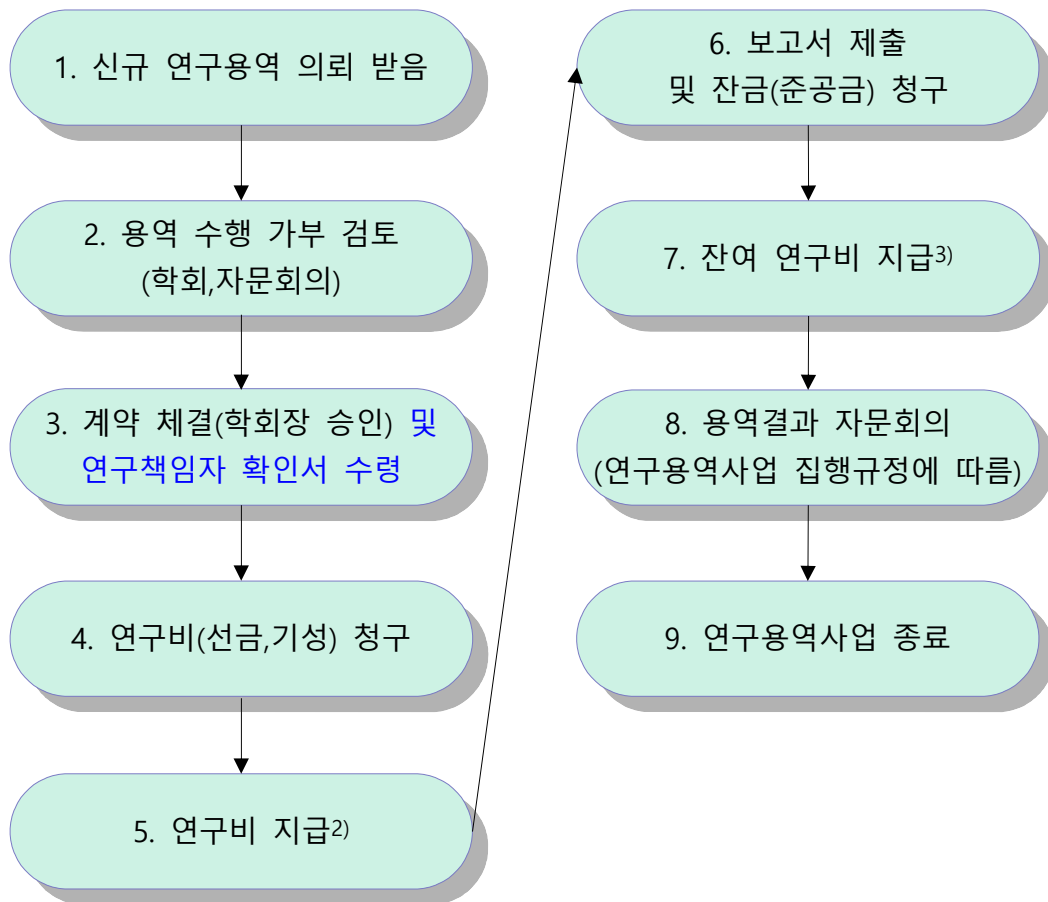 1. 신규 연구용역 의뢰 받음
2. 용역 수행 가부 검토
(학회,자문회의)
3. 계약 체결(학회장 승인) 및
연구책임자 확인서 수령
4. 연구비(선금,기성) 청구
5. 연구비 지급2)
6. 보고서 제출
및 잔금(준공금) 청구
7. 잔여 연구비 지급3)
8. 용역결과 자문회의
(연구용역사업 집행규정에 따름)
9. 연구용역사업 종료